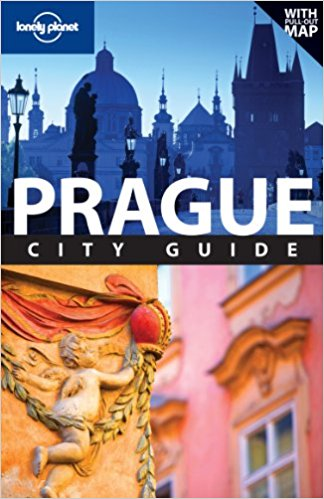 lonely planet
WITH
PULL-OUT
MAP
PRAGUE
CITY GUIDE